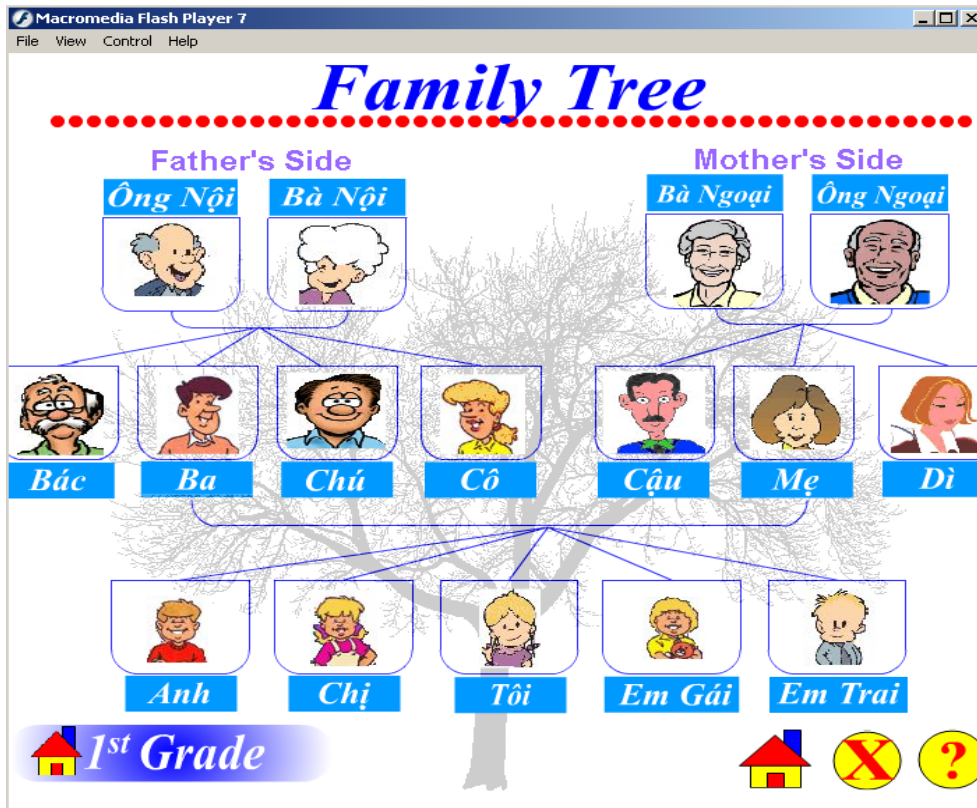 Macromedia Flash Player 7
File View Control Help
Family Tree
Father's Side
Mother's Side
Ông Nội
Bà Nội
Bà Ngoại
Ông Ngoại
Bác
Ba
Chú
Cô
Cậu
Mẹ
Dì
Anh
Chị
Tôi
Em Gái
Em Trai
1st Grade
X
?